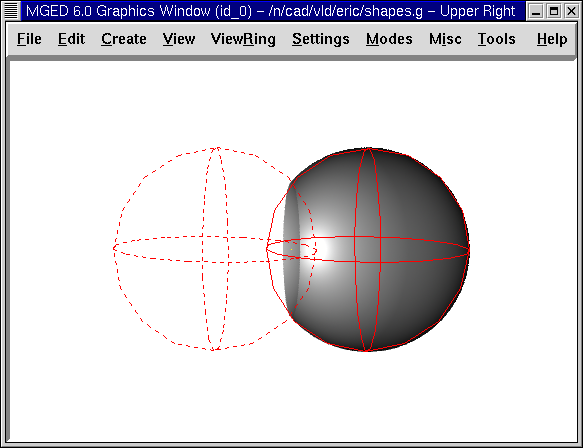 MGED 6.0 Graphics Window (id_0) – /n/cad/vld/eric/shapes.g – Upper Right
File Edit Create View ViewRing Settings Modes Misc Tools Help